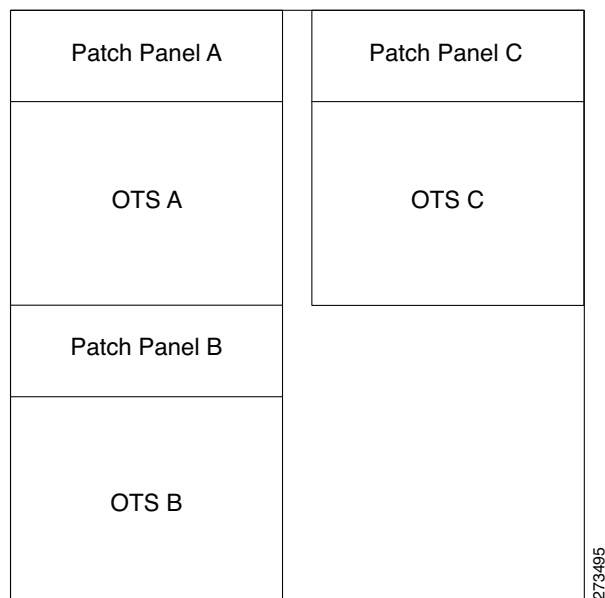 Patch Panel A
Patch Panel C
OTS A
OTS C
Patch Panel B
OTS B
273495